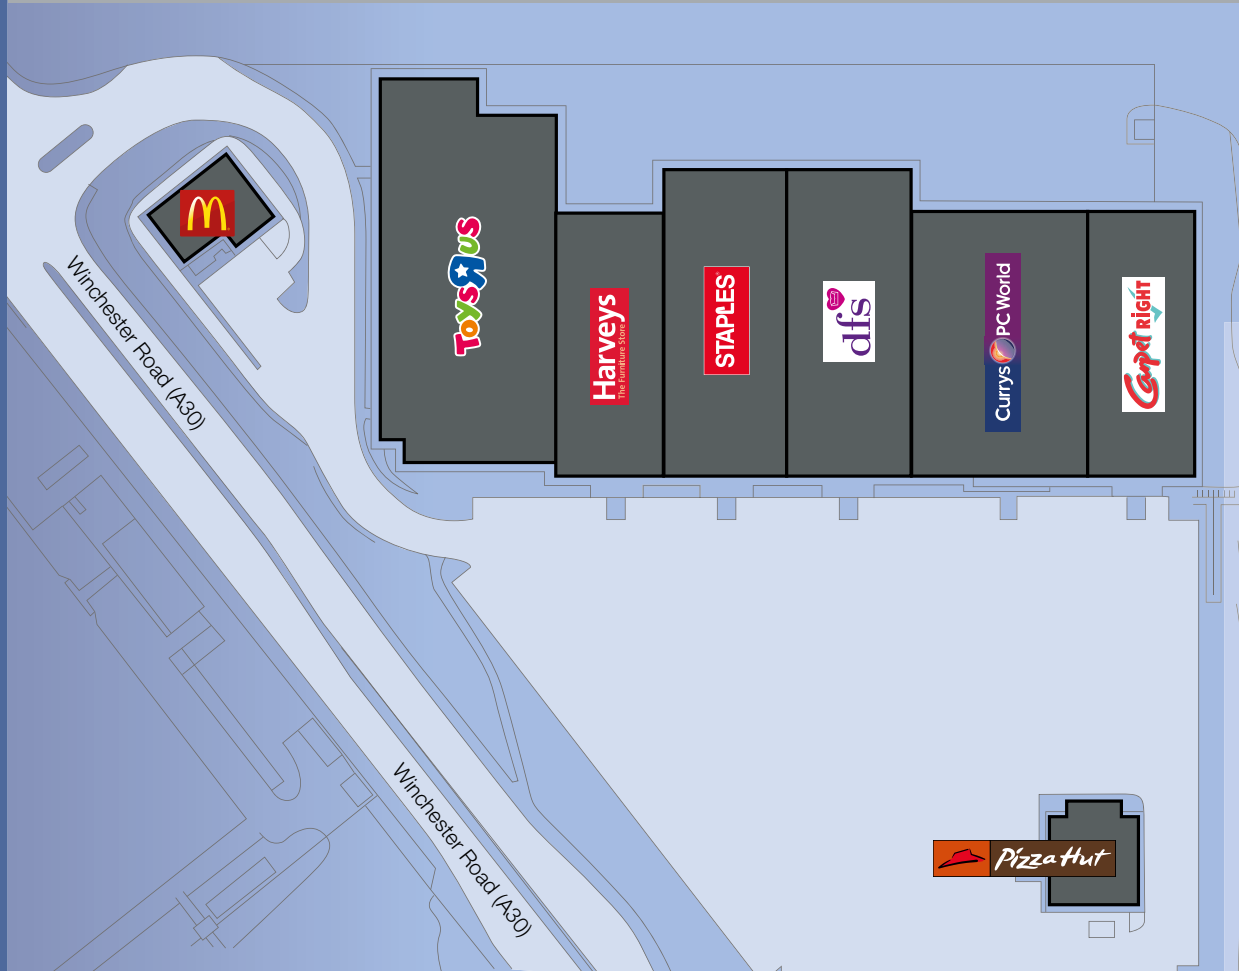 Winchester Road (A30)
ToysЯus
Harveys
The Furniture Store
STAPLES
dfs
Currys PC World
Carpet RIGHT
Winchester Road (A30)
Pizza Hut